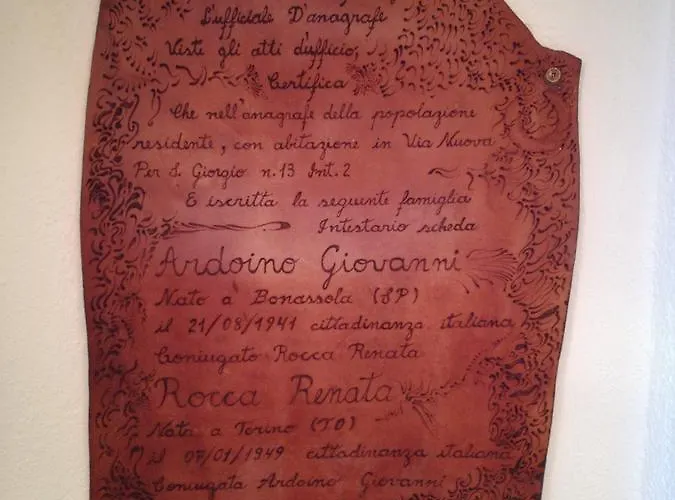 L'ufficiale D'anagrafe
Viste gli atti d'ufficio;
Certifica
Che nell'anagrafe della popolazione
residente, con abitazione in Via Nuova
Per S. Giorgio n.13 Int.2
E iscritta la seguente famiglia
Intestario scheda
Ardoino Giovanni
Nato a Bonassola (SP)
il 21/08/1941 cittadinanza italiana
Coniugato Rocca Renata
Rocca Renata
Nata a Torino (TO)
il 07/01/1949 cittadinanza italiana
Coniugata Ardoino Giovanni